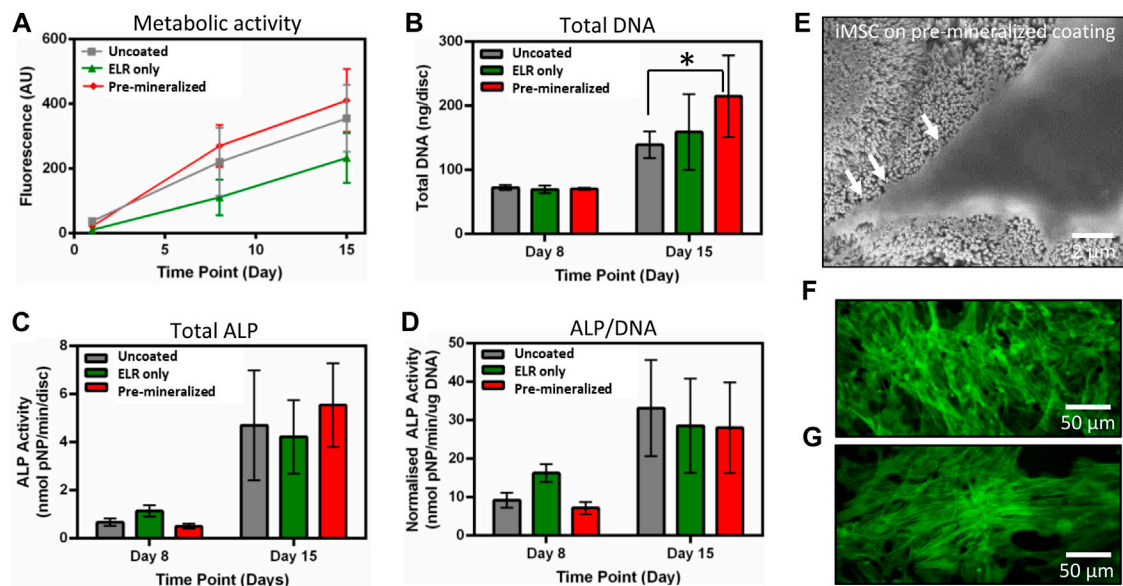 A
Metabolic activity
Fluorescence (AU)
600
400
200
0
Uncoated
ELR only
Pre-mineralized
0
5
10
15
Time Point (Day)
B
Total DNA
Total DNA (ng/disc)
300
250
200
150
100
50
0
Uncoated
ELR only
Pre-mineralized
*
Day 8
Day 15
Time Point (Day)
E
iMSC on pre-mineralized coating
2 µm
C
Total ALP
ALP Activity
(nmol pNP/min/disc)
8
6
4
2
0
Uncoated
ELR only
Pre-mineralized
Day 8
Day 15
Time Point (Days)
D
ALP/DNA
Normalised ALP Activity
(nmol pNP/min/ug DNA)
50
40
30
20
10
0
Uncoated
ELR only
Pre-mineralized
Day 8
Day 15
Time Point (Day)
F
50 µm
G
50 µm